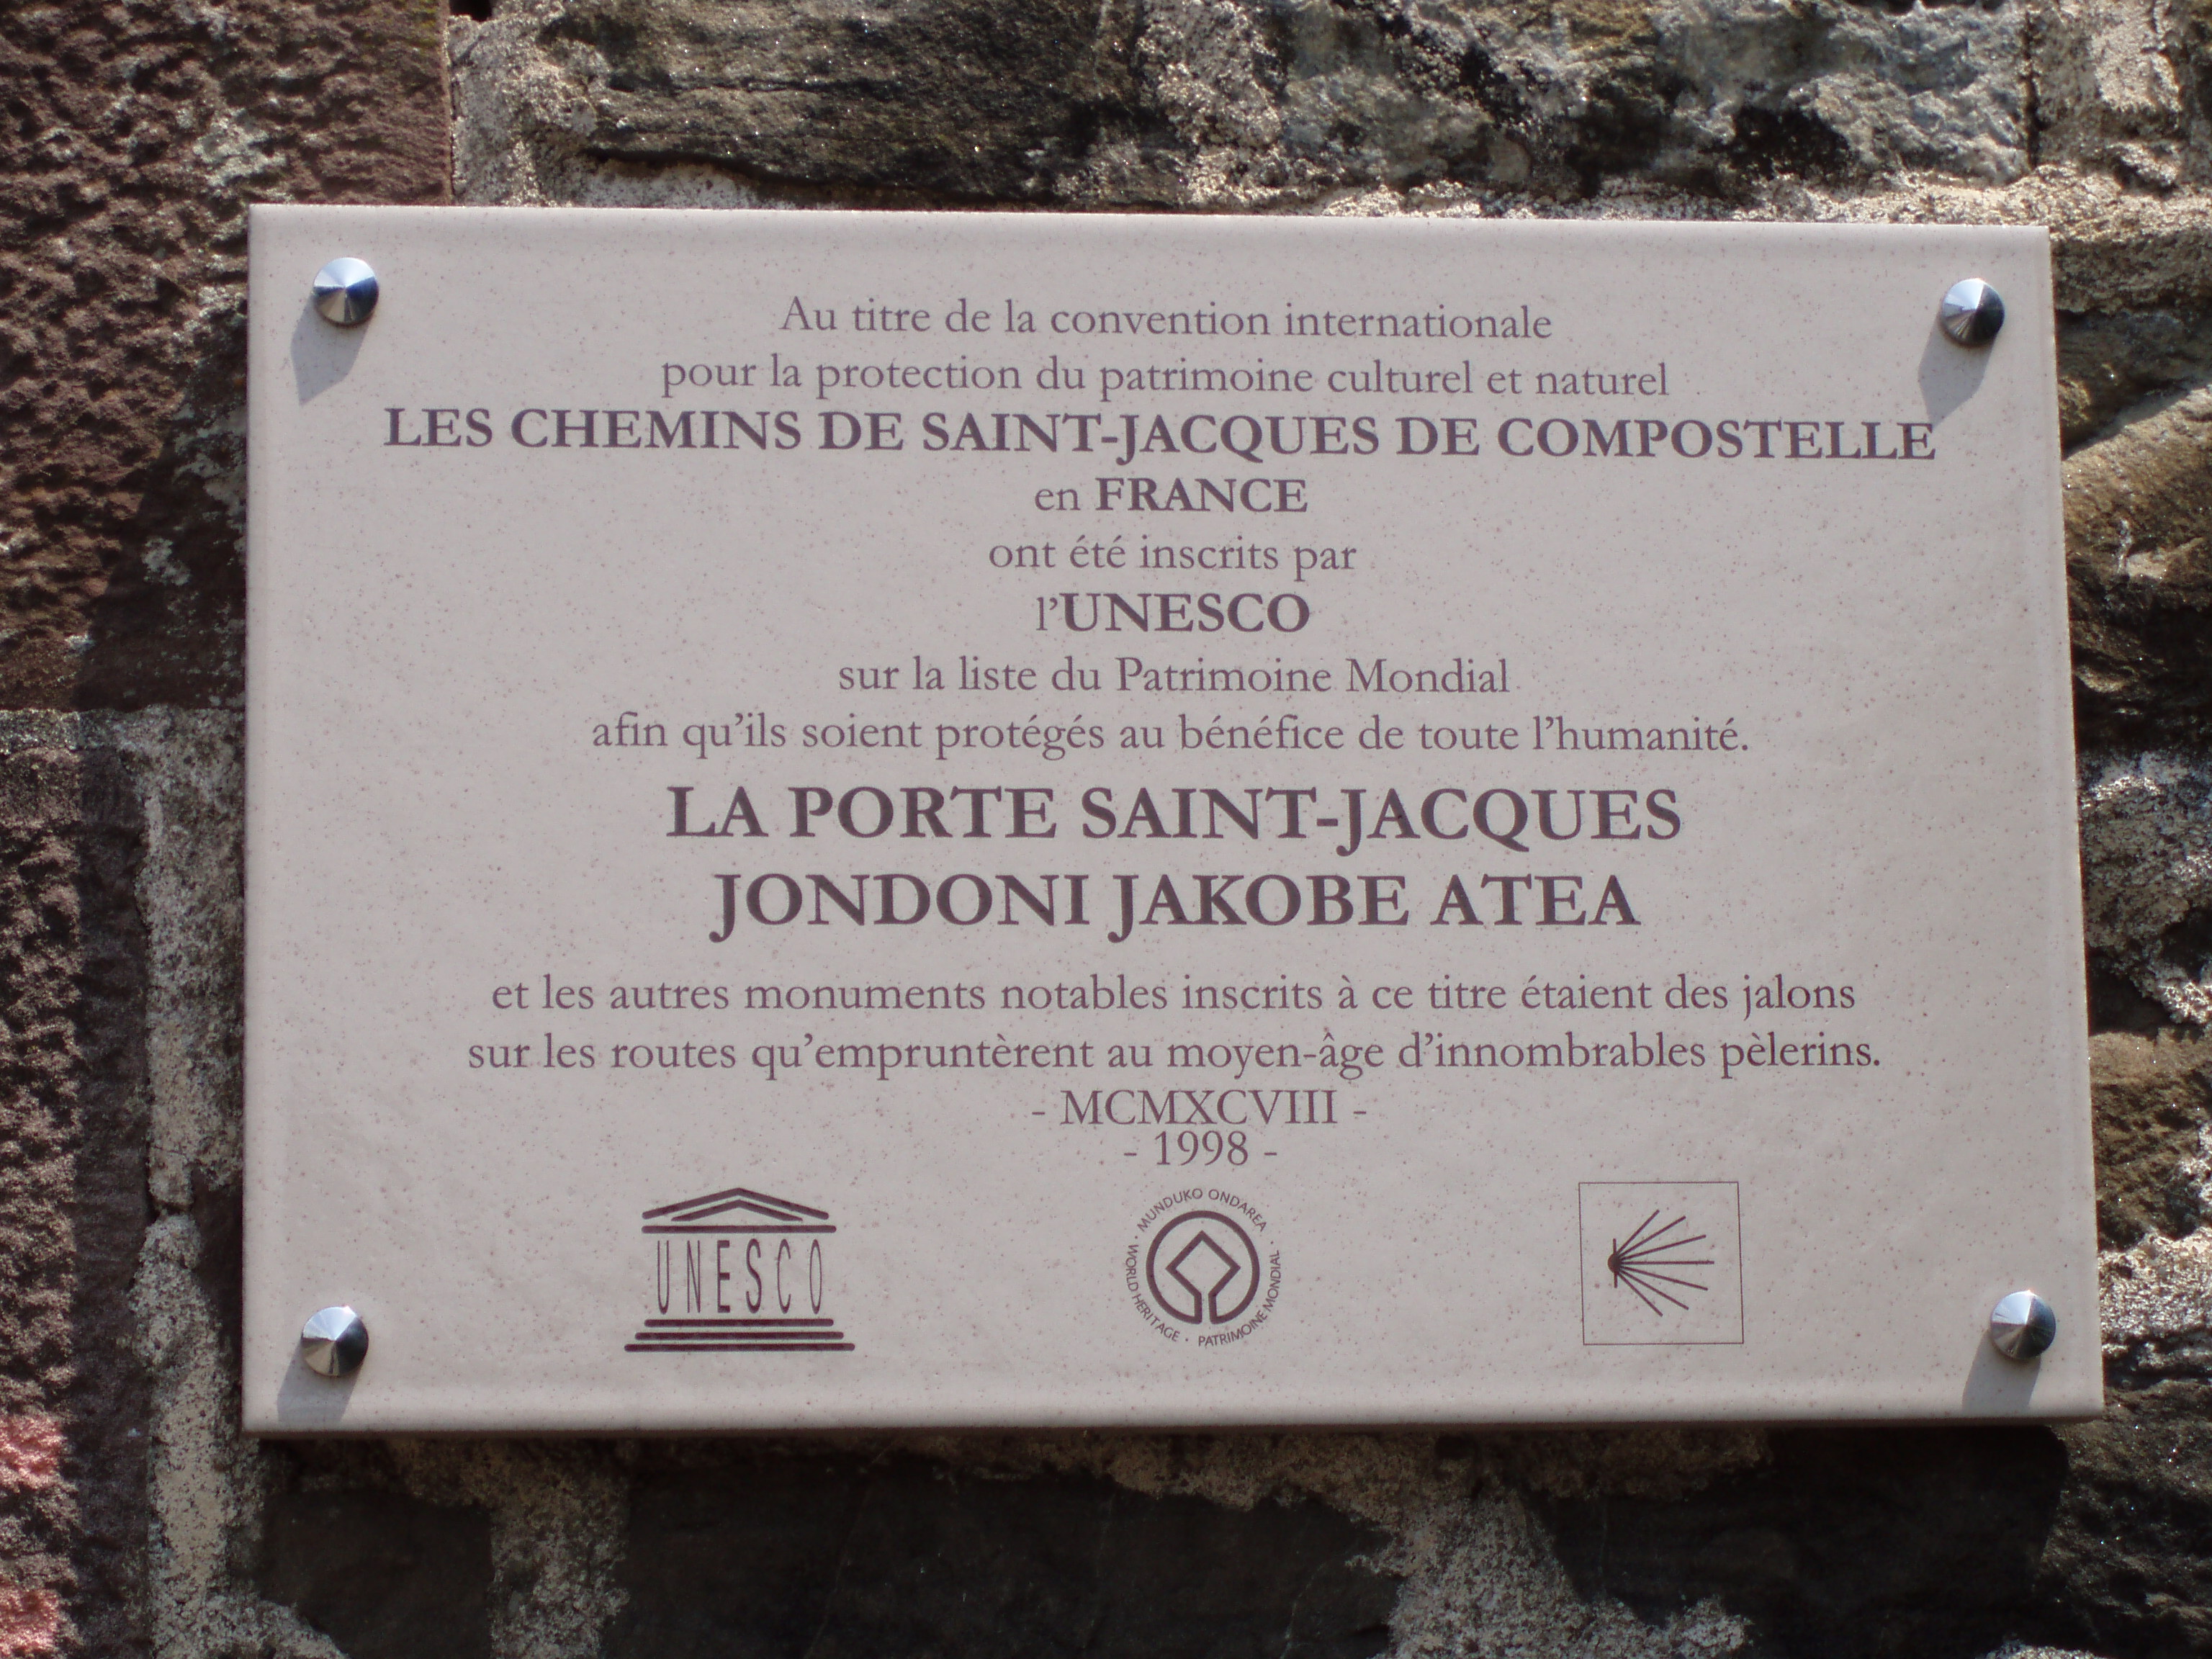 Au titre de la convention internationale
pour la protection du patrimoine culturel et naturel
LES CHEMINS DE SAINT-JACQUES DE COMPOSTELLE
en FRANCE
ont été inscrits par
l'UNESCO
sur la liste du Patrimoine Mondial
afin qu'ils soient protégés au bénéfice de toute l'humanité.
LA PORTE SAINT-JACQUES
JONDONI JAKOBE ATEA
et les autres monuments notables inscrits à ce titre étaient des jalons
sur les routes qu'empruntèrent au moyen-âge d'innombrables pèlerins.
- MCMXCVIII -
- 1998 -
UNESCO
· MUNDUKO ONDAREA · WORLD HERITAGE · PATRIMOINE MONDIAL